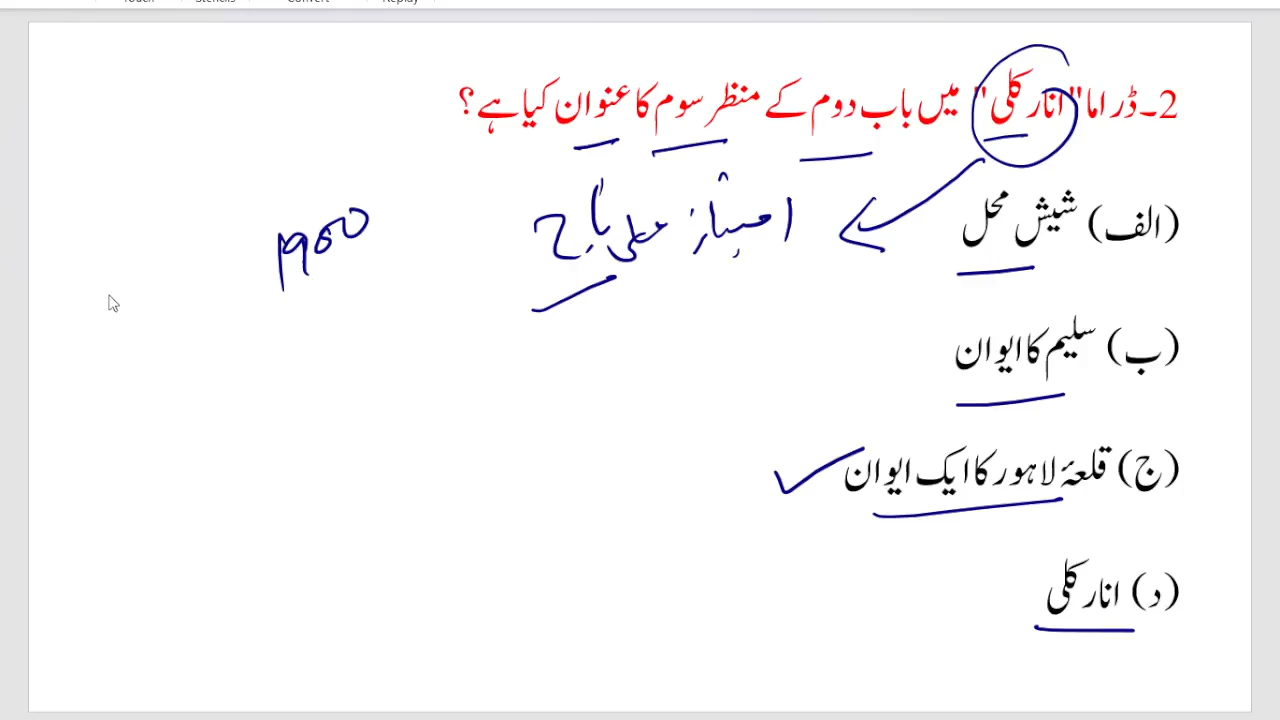 2۔ڈراما"انارکلی" میں باب دوم کے منظر سوم کا عنوان کیا ہے؟
(الف) شیش محل
امتیاز علی تاج
1900
(ب) سلیم کا ایوان
(ج) قلعۂ لاہور کا ایک ایوان
(د) انارکلی